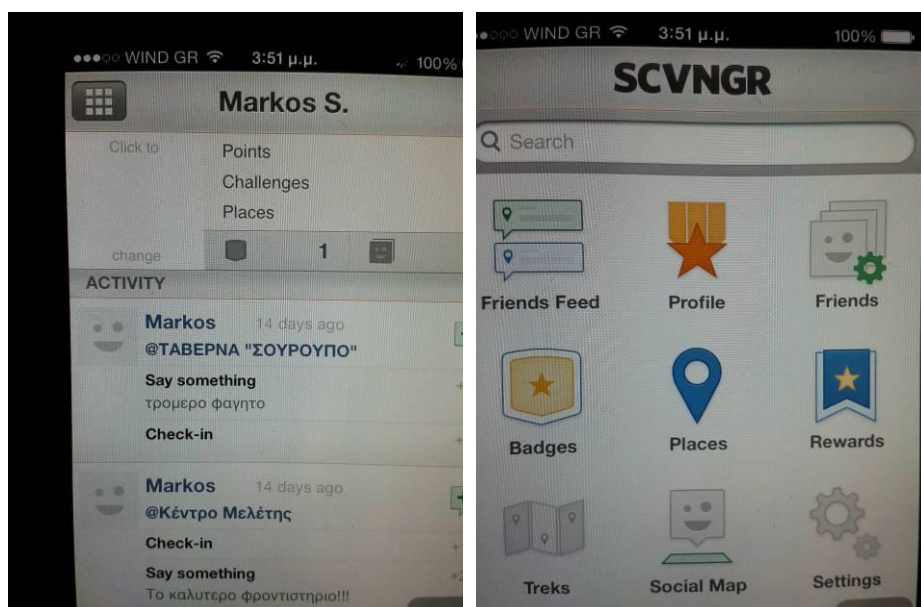 WIND GR 3:51 μ.μ. 100%
Markos S.
Click to
change
Points
Challenges
Places
1
ACTIVITY
Markos 14 days ago
@ΤΑΒΕΡΝΑ "ΣΟΥΡΟΥΠΟ"
Say something
τρομερο φαγητο
Check-in
Markos 14 days ago
@Κέντρο Μελέτης
Check-in
Say something
Το καλυτερο φροντιστηριο!!!
WIND GR 3:51 μ.μ. 100%
SCVNGR
Search
Friends Feed Profile Friends
Badges Places Rewards
Treks Social Map Settings